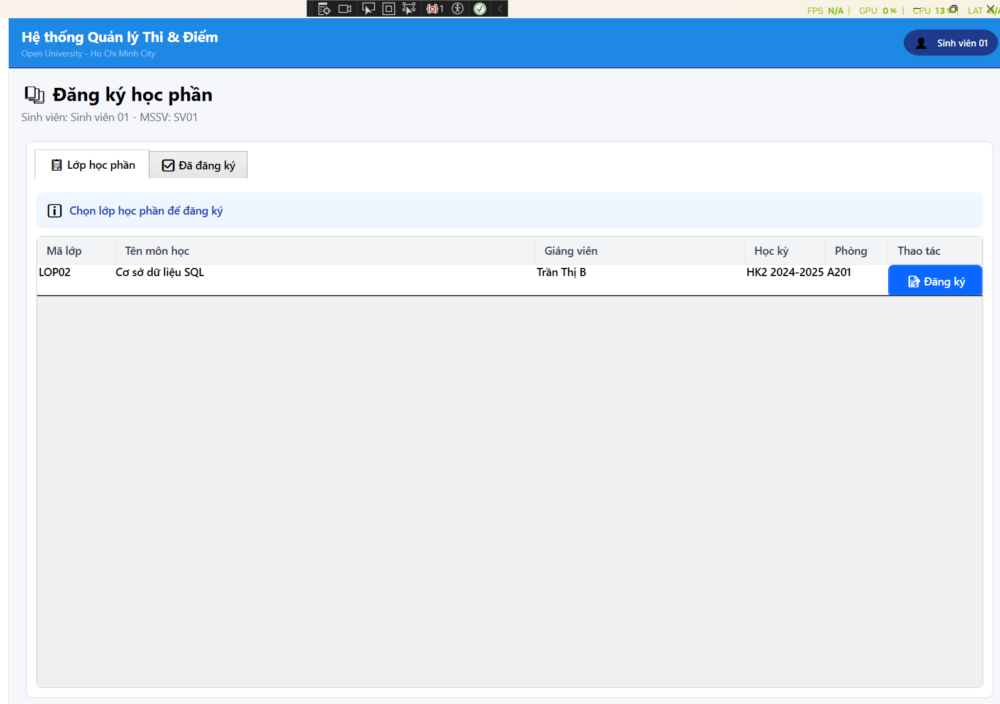 1
FPS N/A | GPU 0 % | CPU 13 % | LAT N/A
Hệ thống Quản lý Thi & Điểm
Open University - Ho Chi Minh City
Sinh viên 01
Đăng ký học phần
Sinh viên: Sinh viên 01 - MSSV: SV01
Lớp học phần
Đã đăng ký
Chọn lớp học phần để đăng ký
Mã lớp Tên môn học Giảng viên Học kỳ Phòng Thao tác
LOP02 Cơ sở dữ liệu SQL Trần Thị B HK2 2024-2025 A201 Đăng ký